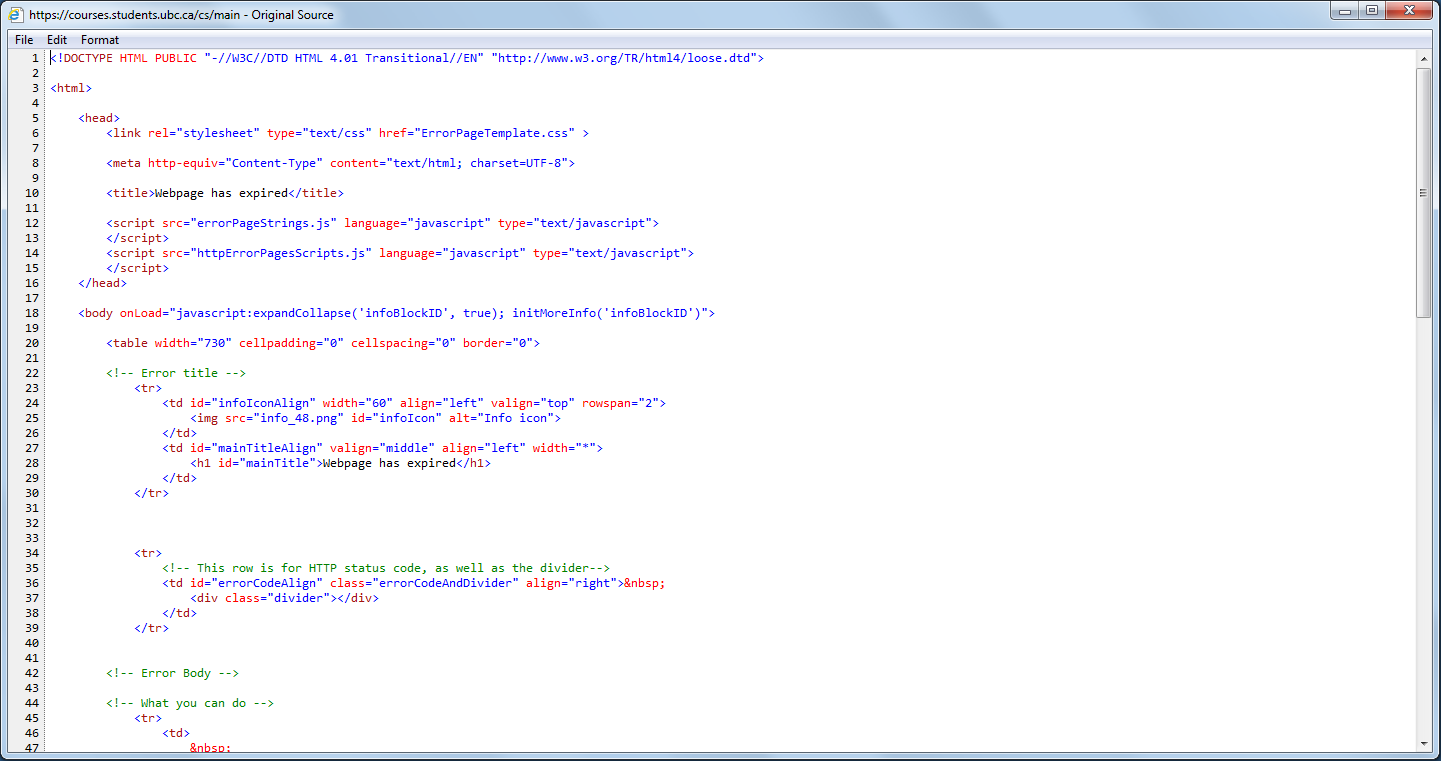 https://courses.students.ubc.ca/cs/main - Original Source
File Edit Format
1 <!DOCTYPE HTML PUBLIC "-//W3C//DTD HTML 4.01 Transitional//EN" "http://www.w3.org/TR/html4/loose.dtd">
2
3 <html>
4
5 <head>
6 <link rel="stylesheet" type="text/css" href="ErrorPageTemplate.css" >
7
8 <meta http-equiv="Content-Type" content="text/html; charset=UTF-8">
9
10 <title>Webpage has expired</title>
11
12 <script src="errorPageStrings.js" language="javascript" type="text/javascript">
13 </script>
14 <script src="httpErrorPagesScripts.js" language="javascript" type="text/javascript">
15 </script>
16 </head>
17
18 <body onLoad="javascript:expandCollapse('infoBlockID', true); initMoreInfo('infoBlockID')">
19
20 <table width="730" cellpadding="0" cellspacing="0" border="0">
21
22 <!-- Error title -->
23 <tr>
24 <td id="infoIconAlign" width="60" align="left" valign="top" rowspan="2">
25 <img src="info_48.png" id="infoIcon" alt="Info icon">
26 </td>
27 <td id="mainTitleAlign" valign="middle" align="left" width="*">
28 <h1 id="mainTitle">Webpage has expired</h1>
29 </td>
30 </tr>
31
32
33
34 <tr>
35 <!-- This row is for HTTP status code, as well as the divider-->
36 <td id="errorCodeAlign" class="errorCodeAndDivider" align="right">&nbsp;
37 <div class="divider"></div>
38 </td>
39 </tr>
40
41
42 <!-- Error Body -->
43
44 <!-- What you can do -->
45 <tr>
46 <td>
47 &nbsp;